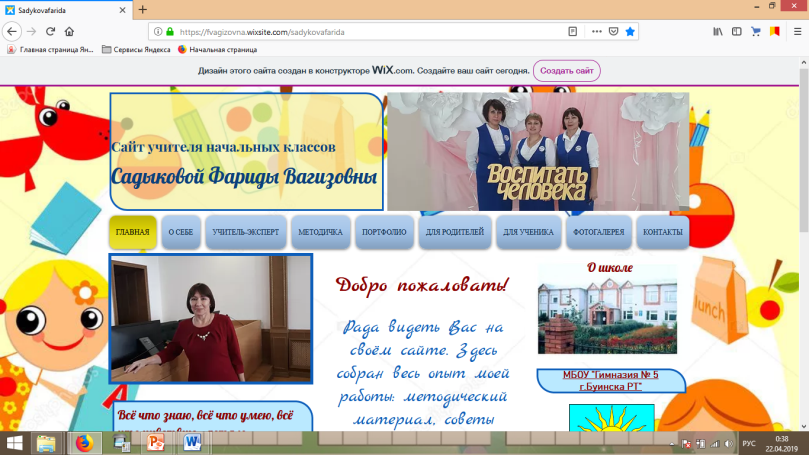 Sadykovafarida
https://fvagizovna.wixsite.com/sadykovafarida
Главная страница Ян...
Сервисы Яндекса
Начальная страница
Дизайн этого сайта создан в конструкторе WiX.com. Создайте ваш сайт сегодня.
Создать сайт
Сайт учителя начальных классов
Садыковой Фариды Вагизовны
Воспитать
человека
ГЛАВНАЯ
О СЕБЕ
УЧИТЕЛЬ-ЭКСПЕРТ
МЕТОДИЧКА
ПОРТФОЛИО
ДЛЯ РОДИТЕЛЕЙ
ДЛЯ УЧЕНИКА
ФОТОГАЛЕРЕЯ
КОНТАКТЫ
Добро пожаловать!
Рада видеть Вас на
своём сайте. Здесь
собран весь опыт моей
работы: методический
материал, советы
О школе
МБОУ "Гимназия № 5
г.Буинска РТ"
lunch
Всё что знаю, всё что умею, всё
РУС
0:38
22.04.2019